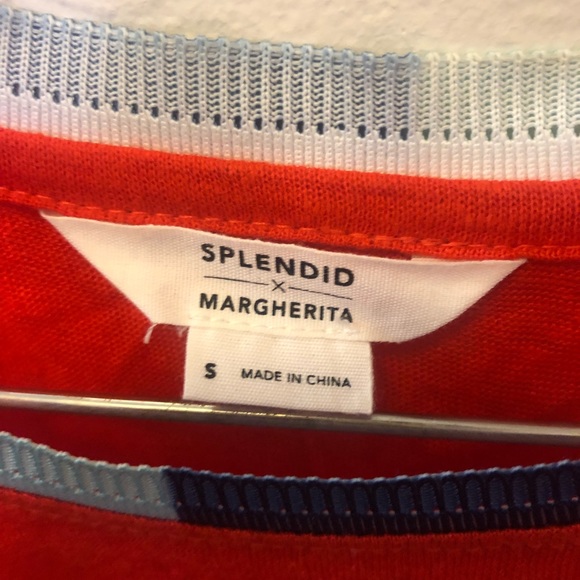 SPLENDID
×
MARGHERITA
S MADE IN CHINA